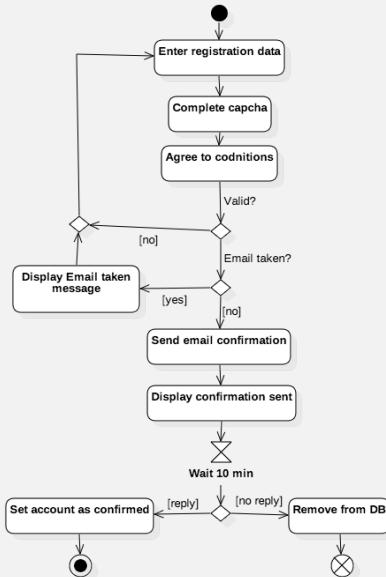 Enter registration data
Complete capcha
Agree to codnitions
Valid?
[no]
Email taken?
Display Email taken
message
[yes]
[no]
Send email confirmation
Display confirmation sent
Wait 10 min
Set account as confirmed
[reply]
[no reply]
Remove from DB